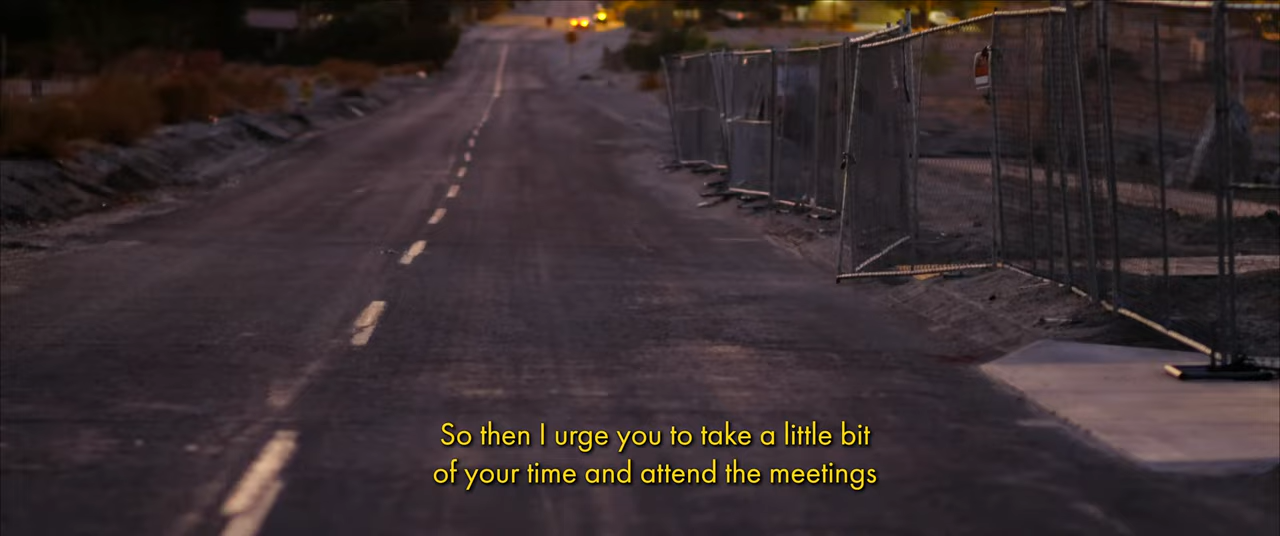 So then I urge you to take a little bit
of your time and attend the meetings